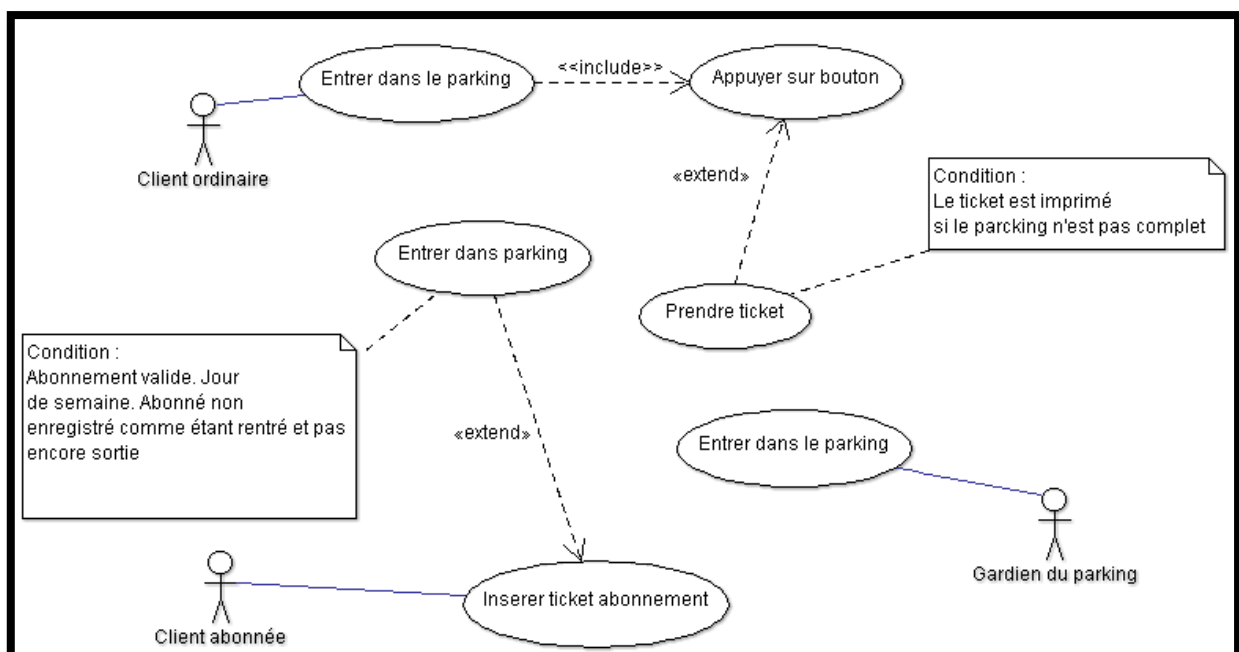 Entrer dans le parking
<<include>>
Appuyer sur bouton
Client ordinaire
«extend»
Condition :
Le ticket est imprimé
si le parcking n'est pas complet
Entrer dans parking
Prendre ticket
Condition :
Abonnement valide. Jour
de semaine. Abonné non
enregistré comme étant rentré et pas
encore sortie
«extend»
Entrer dans le parking
Gardien du parking
Inserer ticket abonnement
Client abonnée